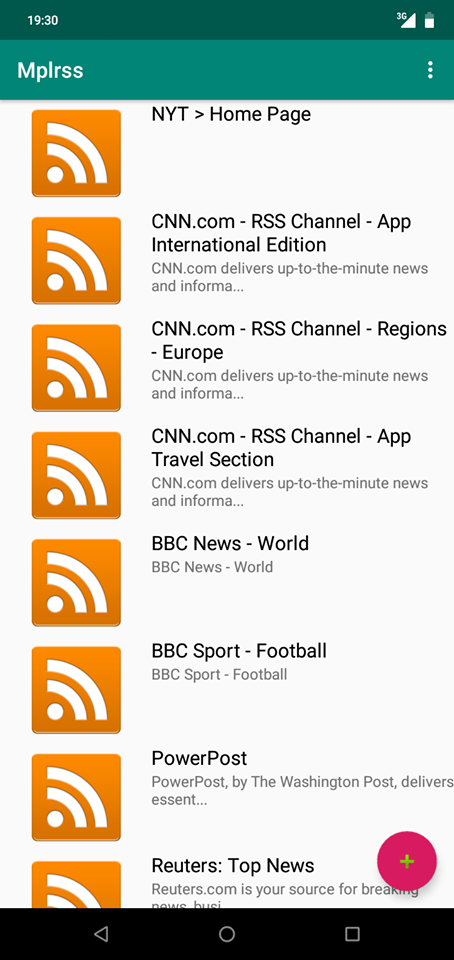 19:30
3G
Mplrss
NYT > Home Page
CNN.com - RSS Channel - App
International Edition
CNN.com delivers up-to-the-minute news
and informa...
CNN.com - RSS Channel - Regions
- Europe
CNN.com delivers up-to-the-minute news
and informa...
CNN.com - RSS Channel - App
Travel Section
CNN.com delivers up-to-the-minute news
and informa...
BBC News - World
BBC News - World
BBC Sport - Football
BBC Sport - Football
PowerPost
PowerPost, by The Washington Post, delivers
essent...
Reuters: Top News
Reuters.com is your source for breaking
news, busi...